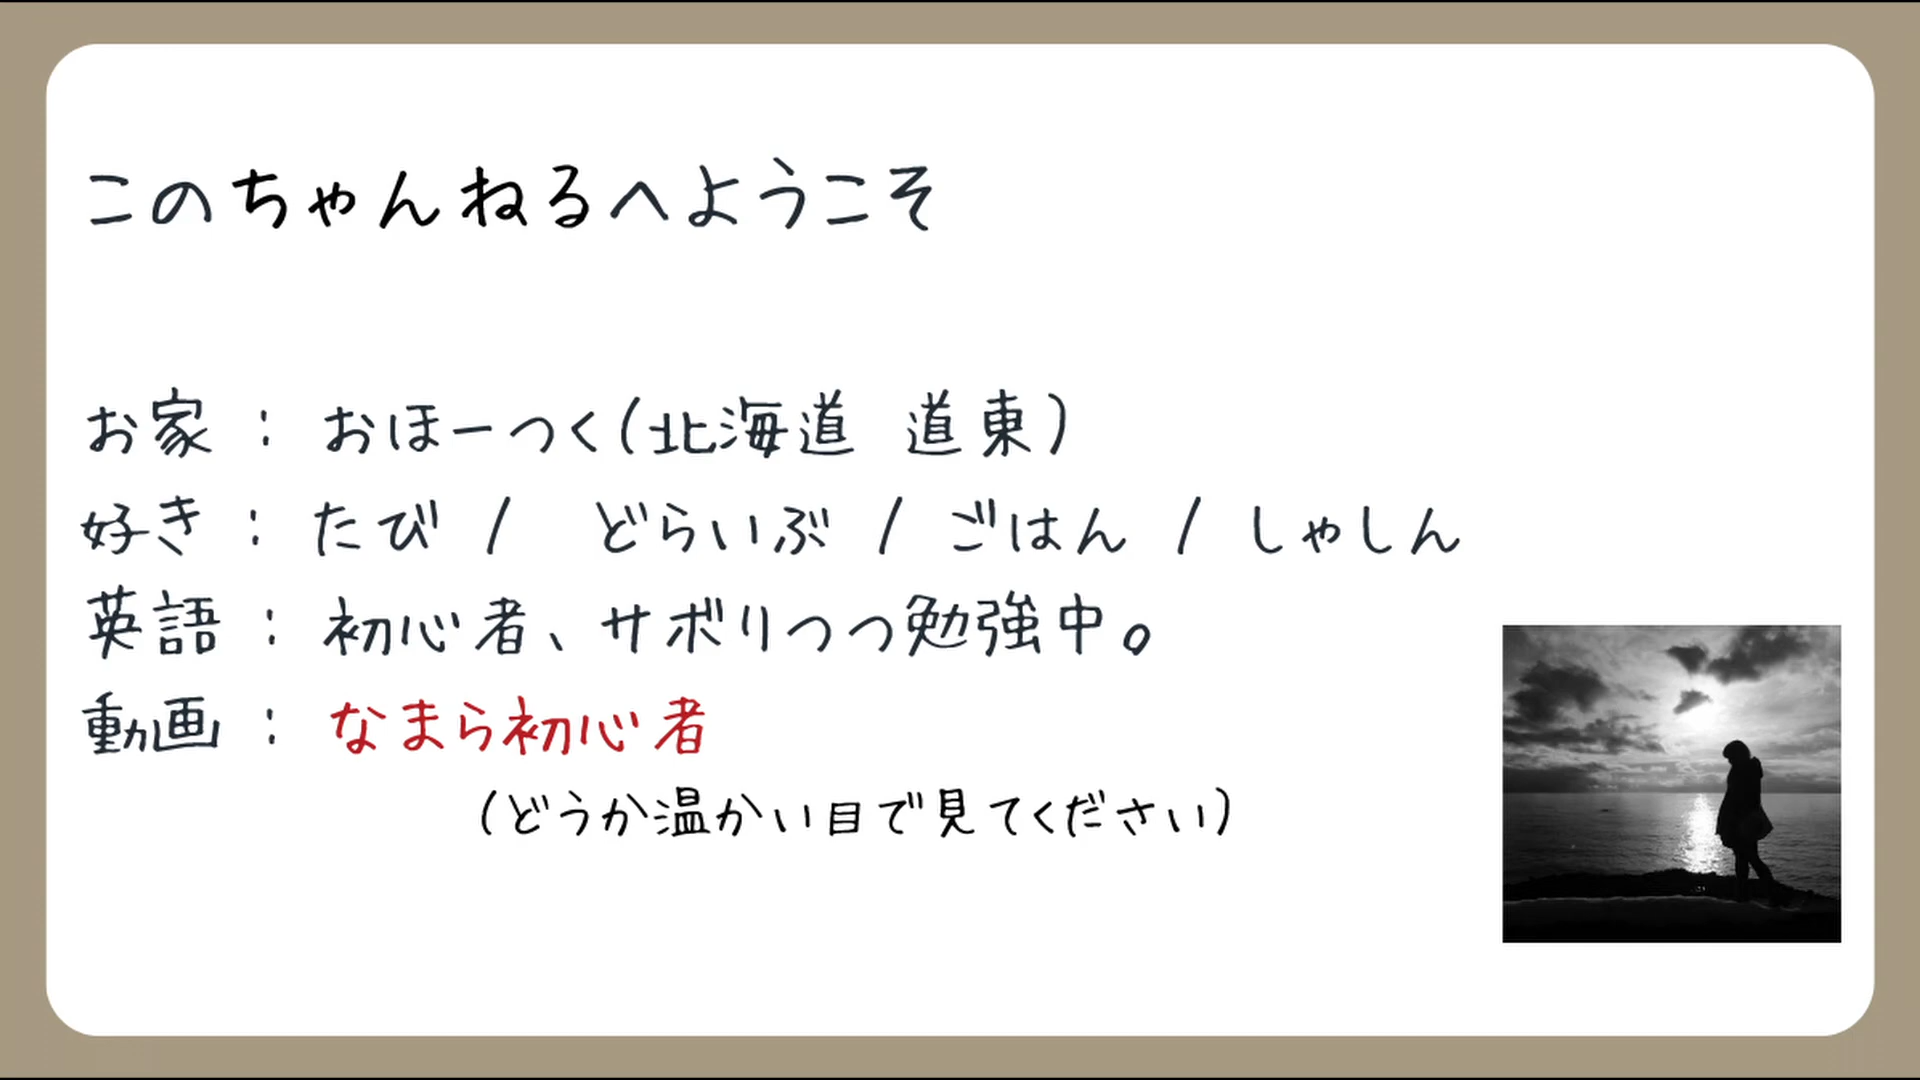 このちゃんねるへようこそ
お家 : おほーつく(北海道 道東)
好き : たび / どらいぶ / ごはん / しゃしん
英語 : 初心者、サボりつつ勉強中。
動画 : なまら初心者
(どうか温かい目で見てください)